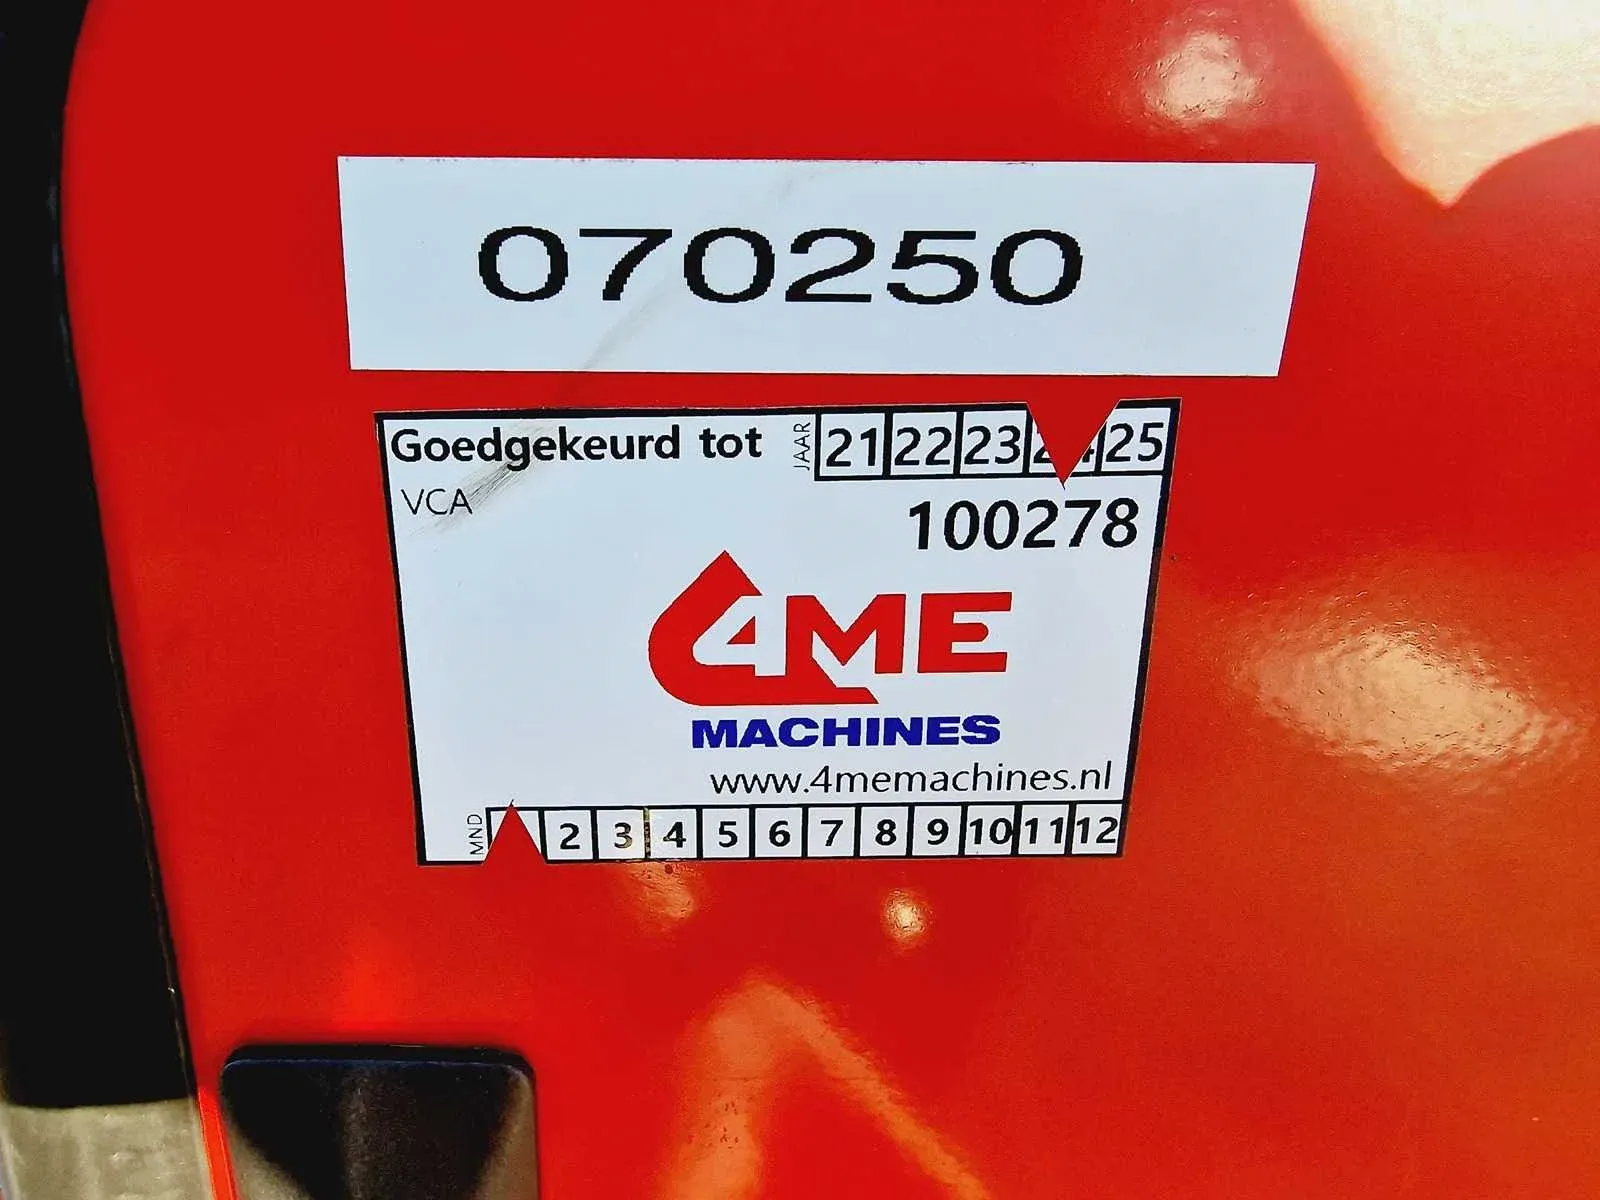 070250
Goedgekeurd tot JAAR 21 22 23 24 25
VCA
100278
4ME
MACHINES
www.4memachines.nl
MND 2 3 4 5 6 7 8 9 10 11 12